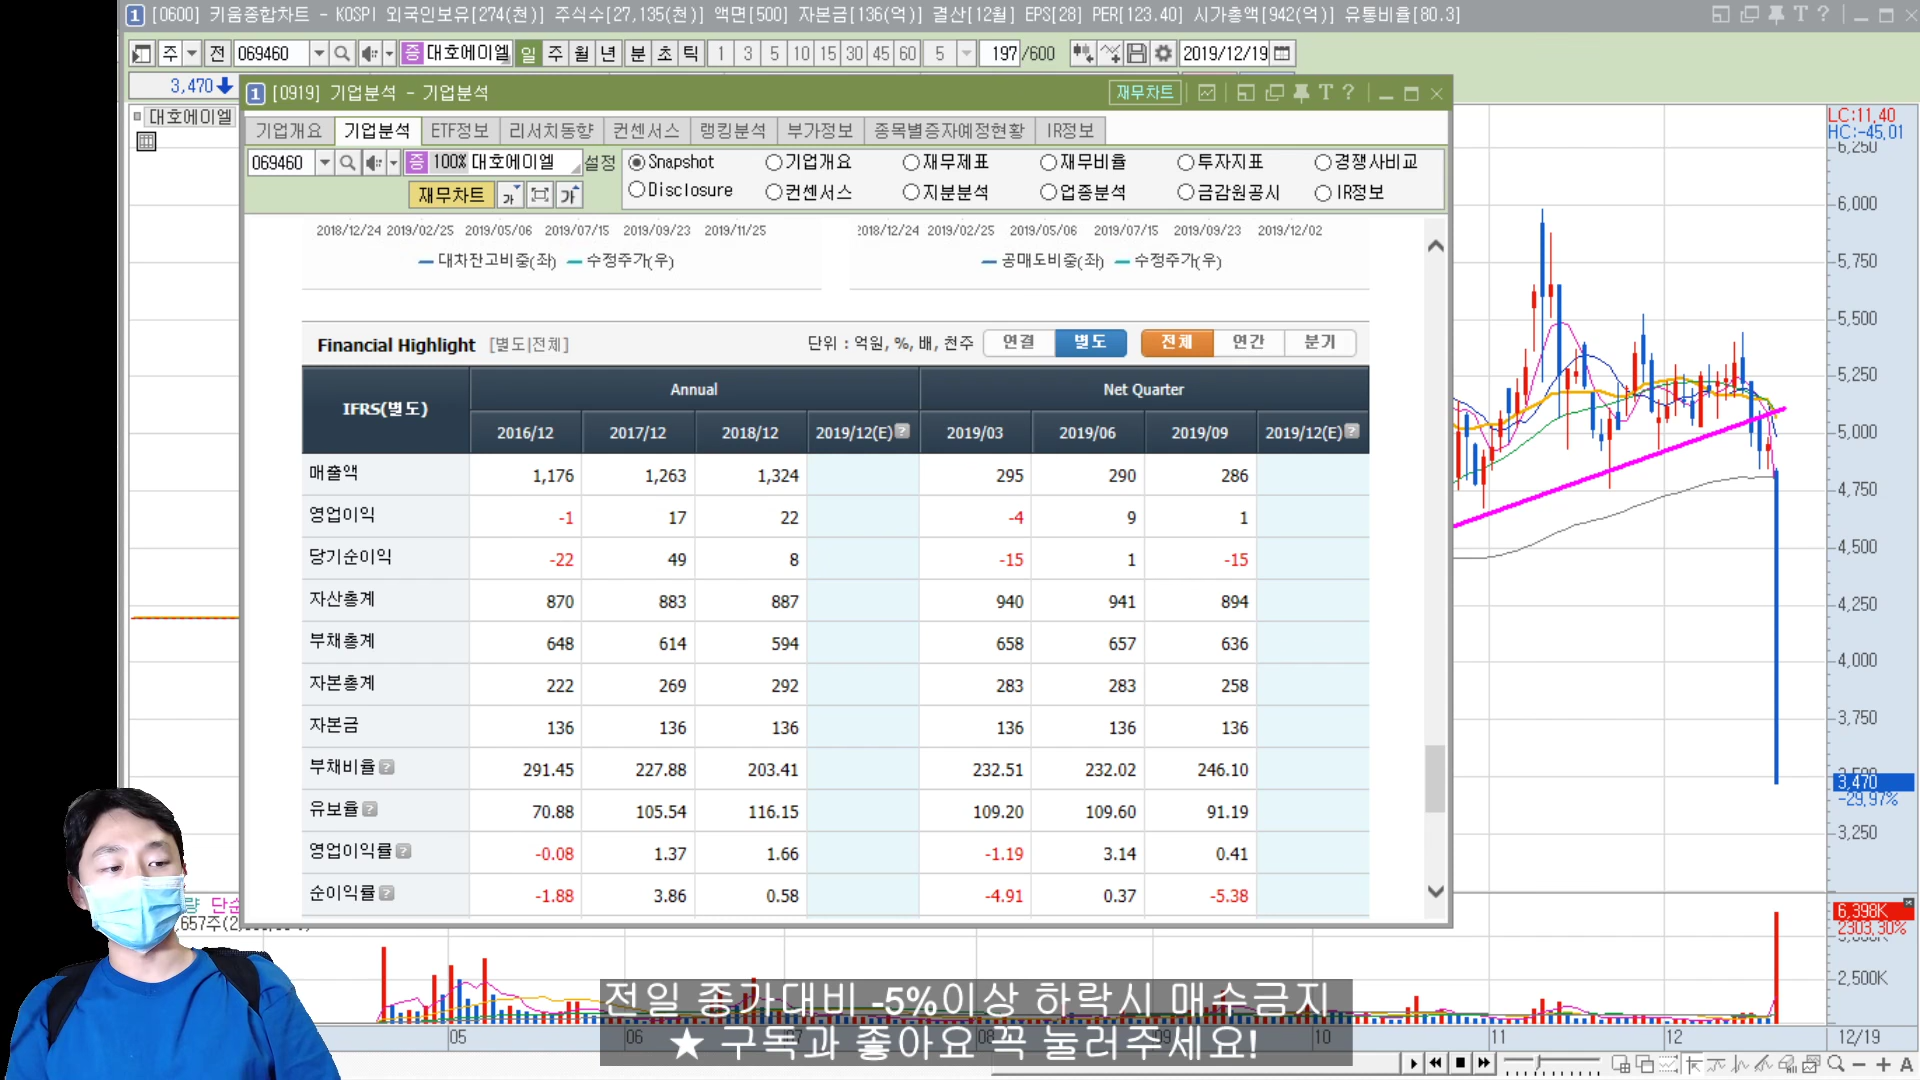 1 [0600] 키움종합차트 - KOSPI 외국인보유[274(천)] 주식수[27,135(천)] 액면[500] 자본금[136(억)] 결산[12월] EPS[28] PER[123.40] 시가총액[942(억)] 유통비율[80.3]
주 전 069460 증 대호에이엘 일 주 월 년 분 초 틱 1 3 5 10 15 30 45 60 5 197 /600 2019/12/19
3,470
1 [0919] 기업분석 - 기업분석 재무차트 T ?
대호에이엘
기업개요 기업분석 ETF정보 리서치동향 컨센서스 랭킹분석 부가정보 종목별증자예정현황 IR정보
069460 증 100% 대호에이엘 설정 Snapshot 기업개요 재무제표 재무비율 투자지표 경쟁사비교
재무차트 가 가 Disclosure 컨센서스 지분분석 업종분석 금감원공시 IR정보
2018/12/24 2019/02/25 2019/05/06 2019/07/15 2019/09/23 2019/11/25
2018/12/24 2019/02/25 2019/05/06 2019/07/15 2019/09/23 2019/12/02
대차잔고비중(좌) 수정주가(우)
공매도비중(좌) 수정주가(우)
Financial Highlight [별도|전체] 단위 : 억원, %, 배, 천주 연결 별도 전체 연간 분기
IFRS(별도) Annual Net Quarter
2016/12 2017/12 2018/12 2019/12(E) 2019/03 2019/06 2019/09 2019/12(E)
매출액 1,176 1,263 1,324 295 290 286
영업이익 -1 17 22 -4 9 1
당기순이익 -22 49 8 -15 1 -15
자산총계 870 883 887 940 941 894
부채총계 648 614 594 658 657 636
자본총계 222 269 292 283 283 258
자본금 136 136 136 136 136 136
부채비율 291.45 227.88 203.41 232.51 232.02 246.10
유보율 70.88 105.54 116.15 109.20 109.60 91.19
영업이익률 -0.08 1.37 1.66 -1.19 3.14 0.41
순이익률 -1.88 3.86 0.58 -4.91 0.37 -5.38
LC:11.40
HC:-45.01
6,250
6,000
5,750
5,500
5,250
5,000
4,750
4,500
4,250
4,000
3,750
3,470
-29.97%
3,250
6,398K
2303.30%
2,500K
05 06 07 08 09 10 11 12 12/19
전일 종가대비 -5%이상 하락시 매수금지
★ 구독과 좋아요 꼭 눌러주세요!